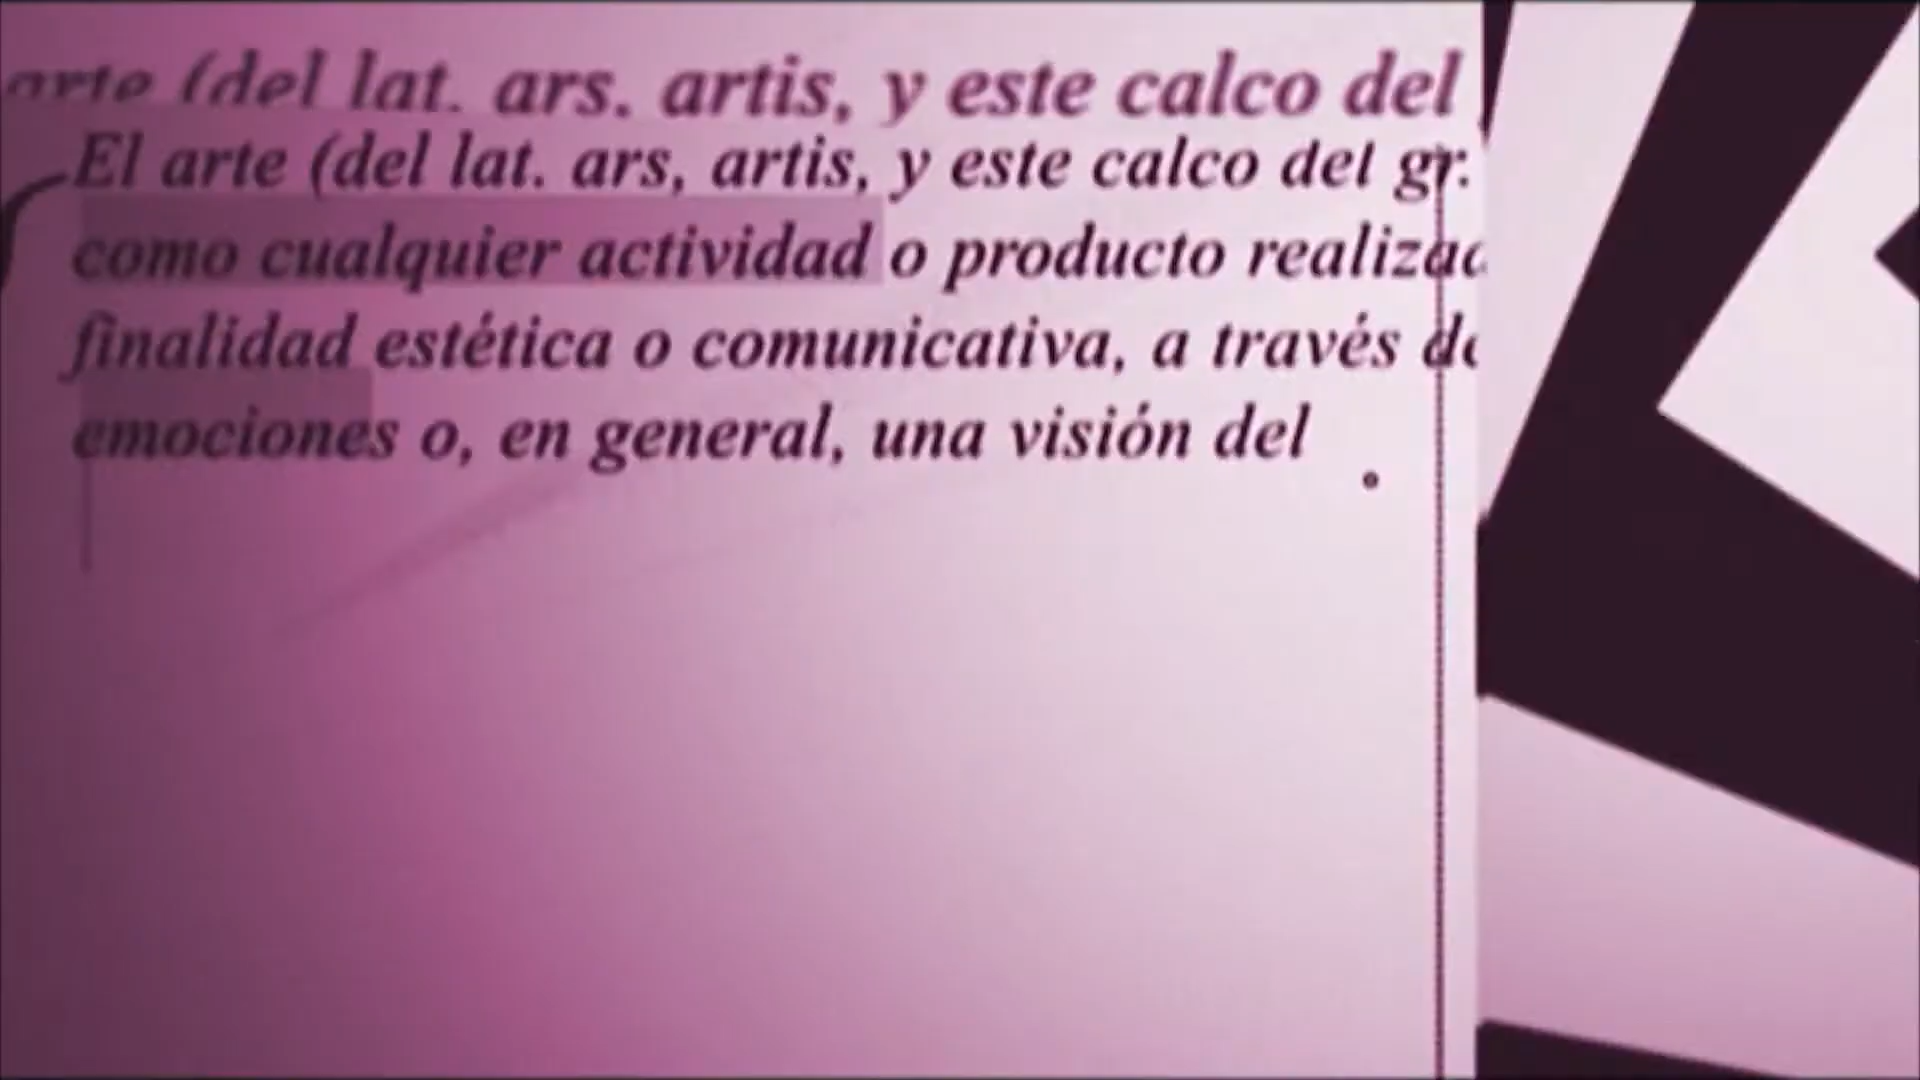 arte (del lat. ars. artis, y este calco del
El arte (del lat. ars, artis, y este calco del gr.
como cualquier actividad o producto
finalidad estética o comunicativa, a través
emociones o, en general, una visión del